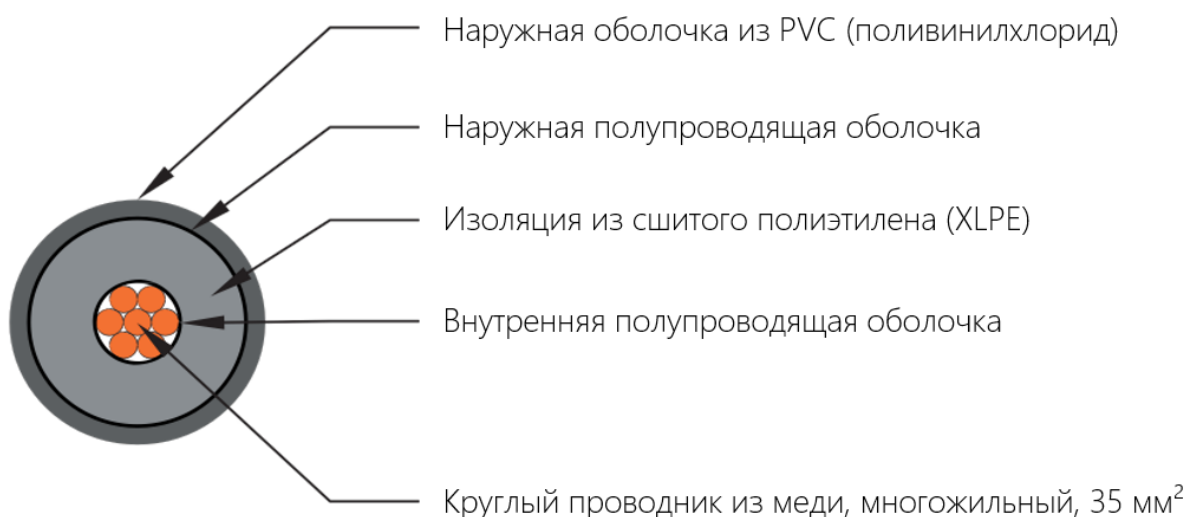 Наружная оболочка из PVC (поливинилхлорид)
Наружная полупроводящая оболочка
Изоляция из сшитого полиэтилена (XLPE)
Внутренняя полупроводящая оболочка
Круглый проводник из меди, многожильный, 35 мм²